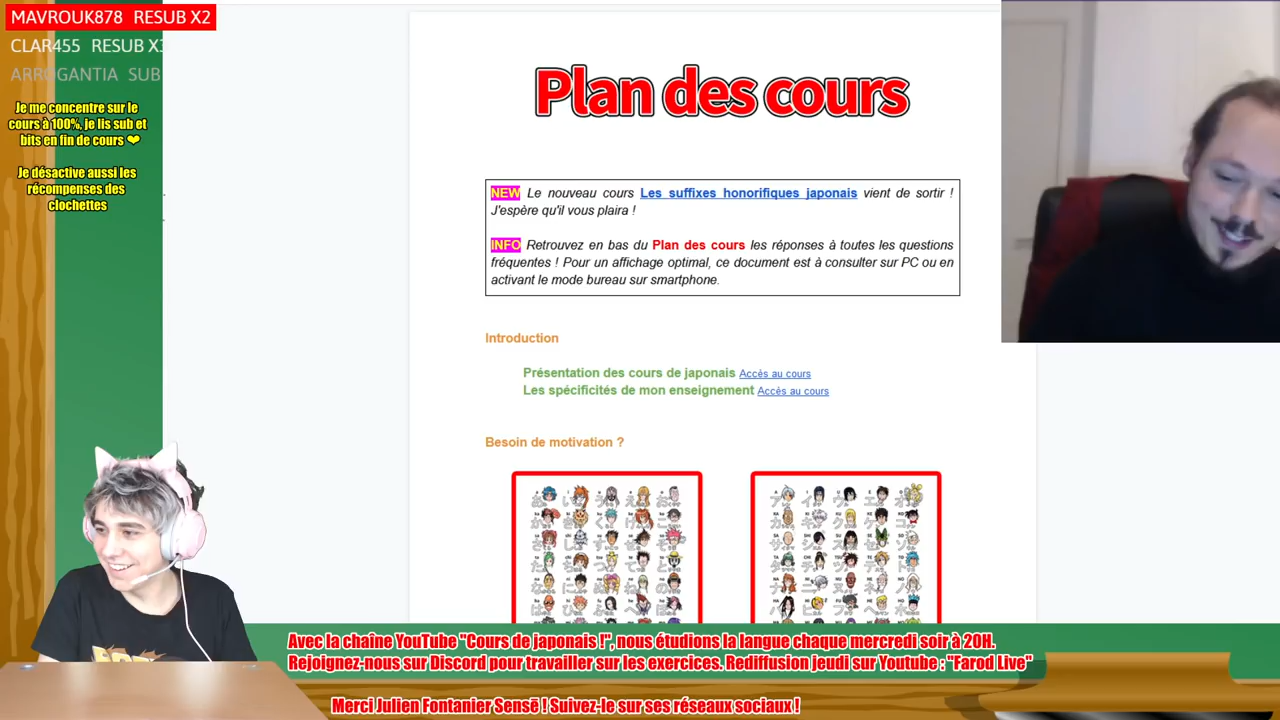 MAVROUK878 RESUB X2
CLAR455 RESUB X3
ARROGANTIA SUB
Je me concentre sur le
cours à 100%, je lis sub et
bits en fin de cours ❤
Je désactive aussi les
récompenses des
clochettes
Plan des cours
NEW Le nouveau cours Les suffixes honorifiques japonais vient de sortir !
J'espère qu'il vous plaira !
INFO Retrouvez en bas du Plan des cours les réponses à toutes les questions
fréquentes ! Pour un affichage optimal, ce document est à consulter sur PC ou en
activant le mode bureau sur smartphone.
Introduction
Présentation des cours de japonais Accès au cours
Les spécificités de mon enseignement Accès au cours
Besoin de motivation ?
Avec la chaîne YouTube "Cours de japonais !", nous étudions la langue chaque mercredi soir à 20H.
Rejoignez-nous sur Discord pour travailler sur les exercices. Rediffusion jeudi sur Youtube : "Farod Live"
Merci Julien Fontanier Sensē ! Suivez-le sur ses réseaux sociaux !